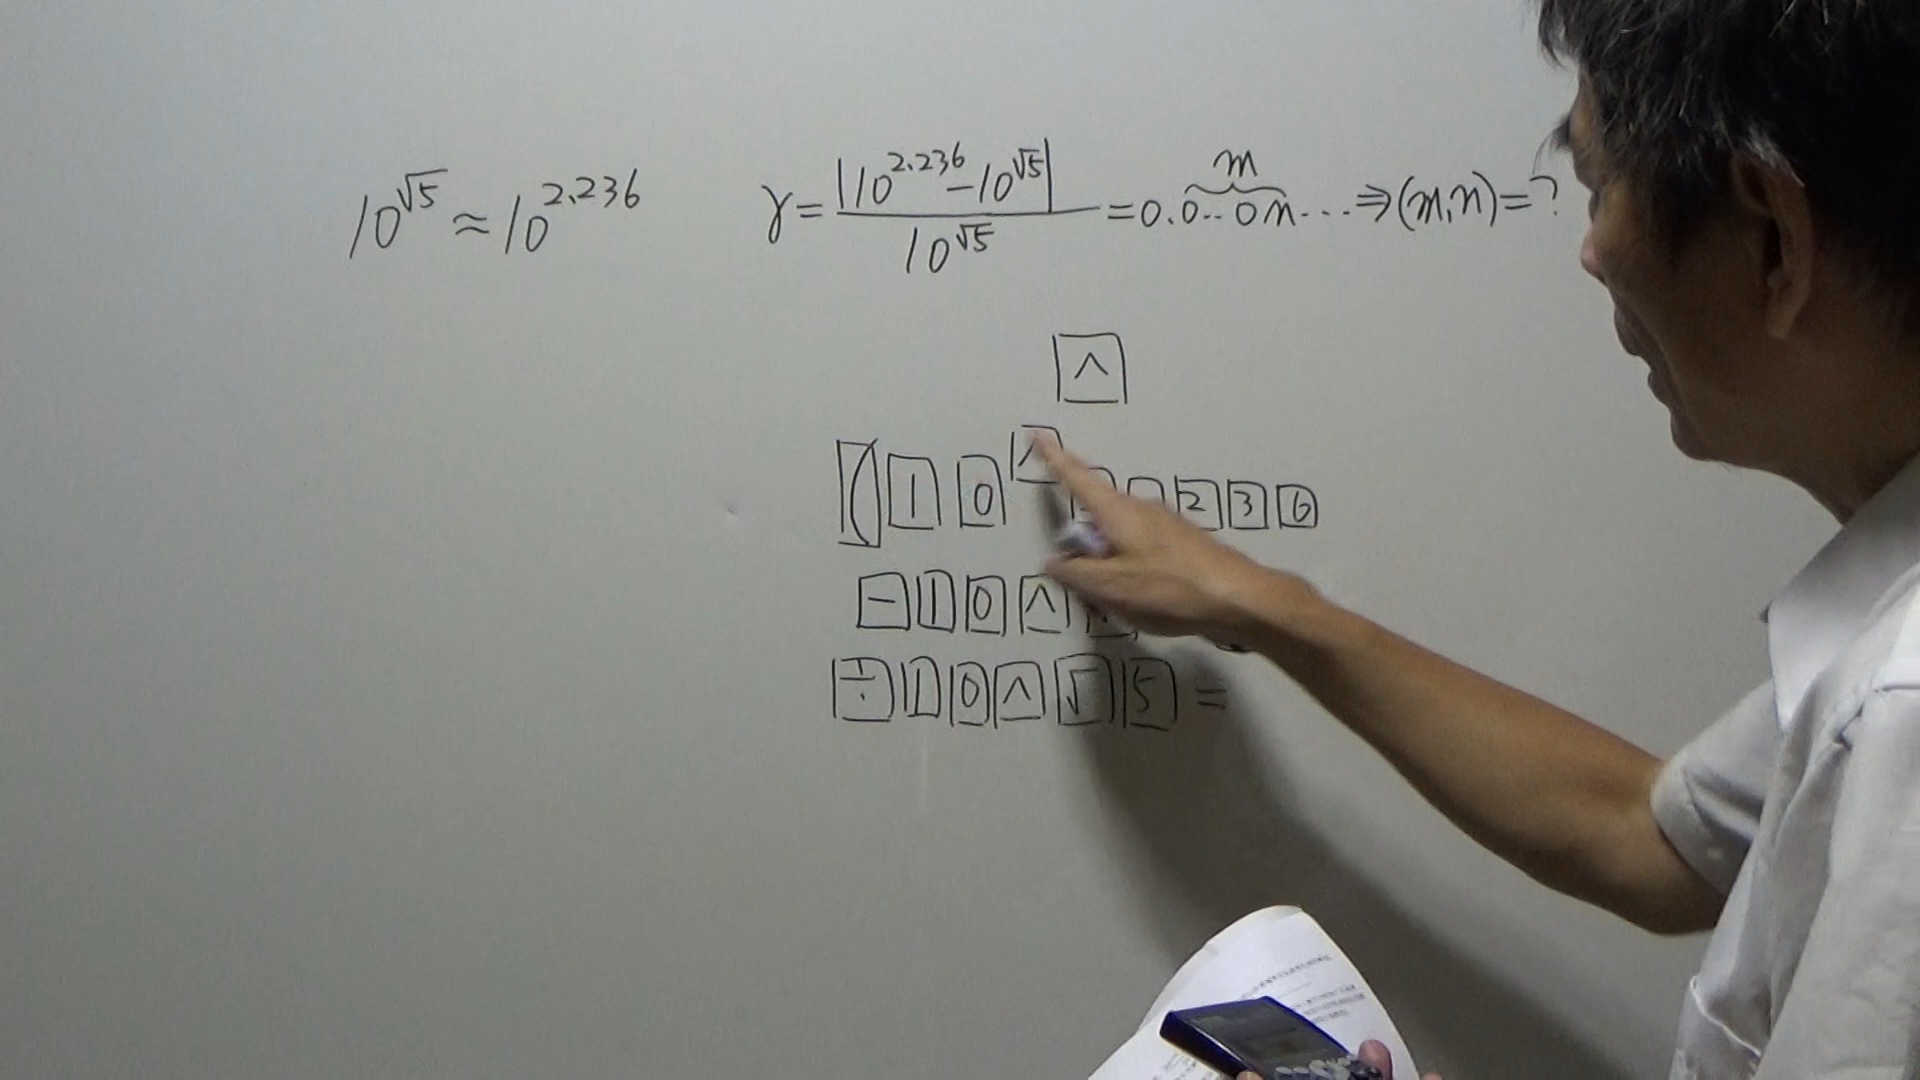 10^√5 ≈ 10^2.236 γ = |10^2.236 - 10^√5| / 10^√5 = 0.0..0n... ⇒ (m,n) = ?
m
^
( 1 0 ^ 2 3 6
- 1 0 ^
÷ 1 0 ^ √ 5 =